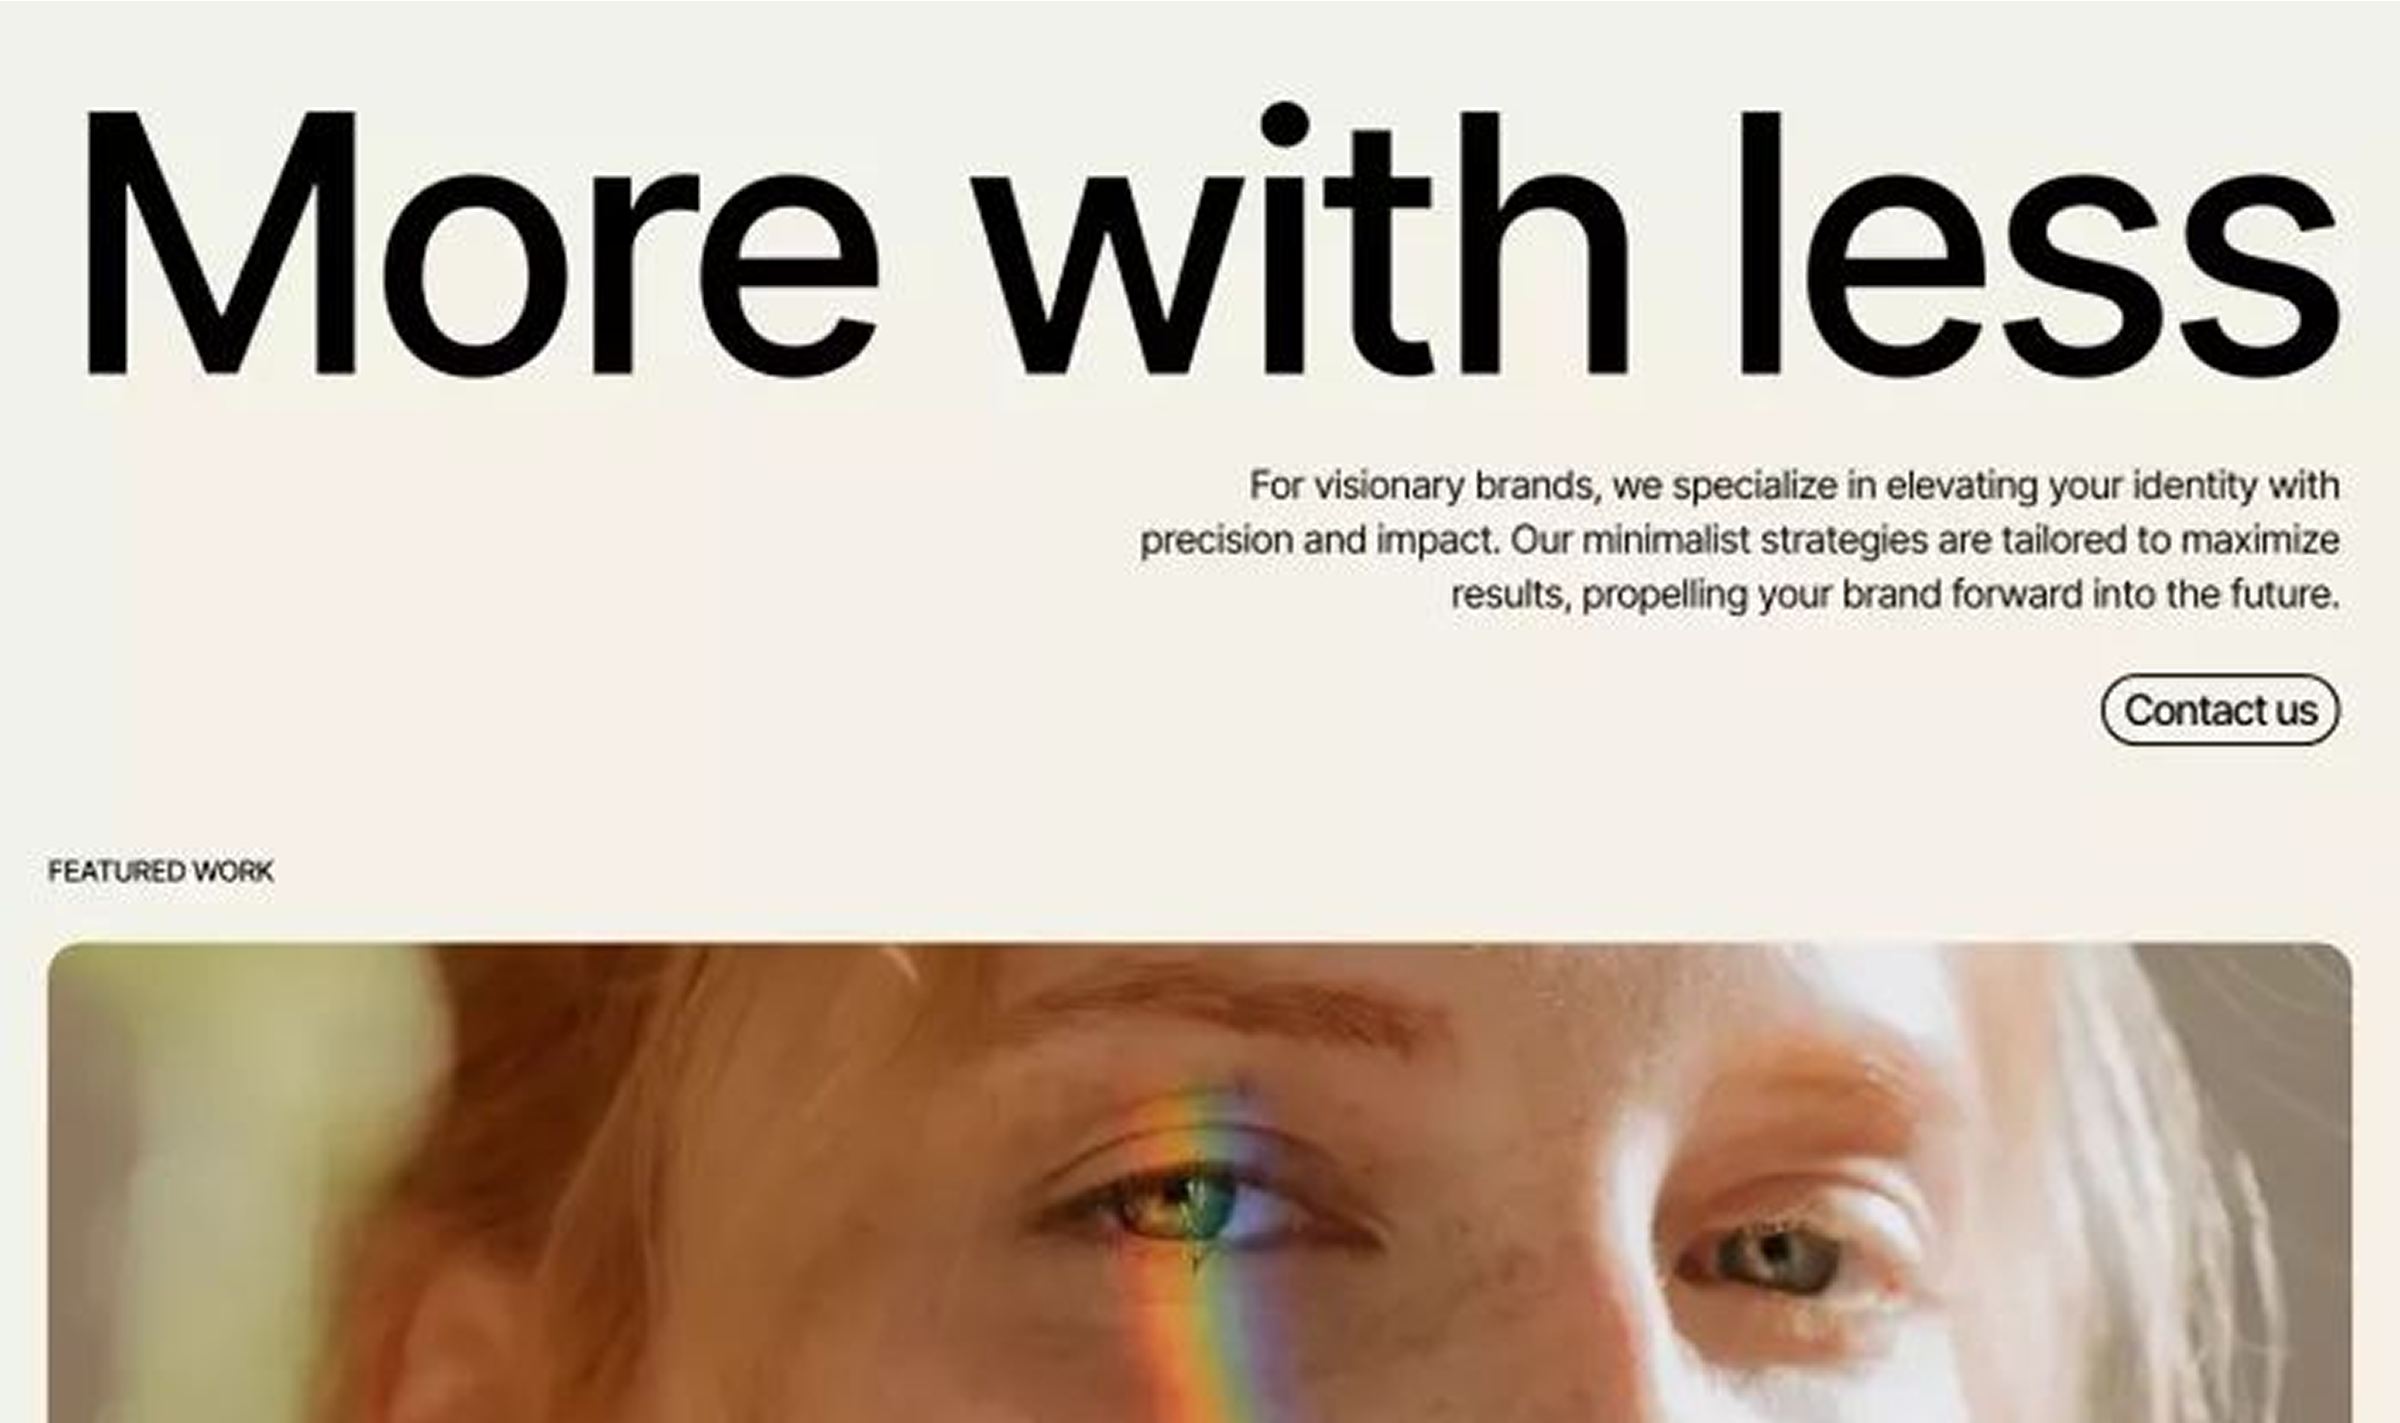 More with less
For visionary brands, we specialize in elevating your identity with
precision and impact. Our minimalist strategies are tailored to maximize
results, propelling your brand forward into the future.
Contact us
FEATURED WORK